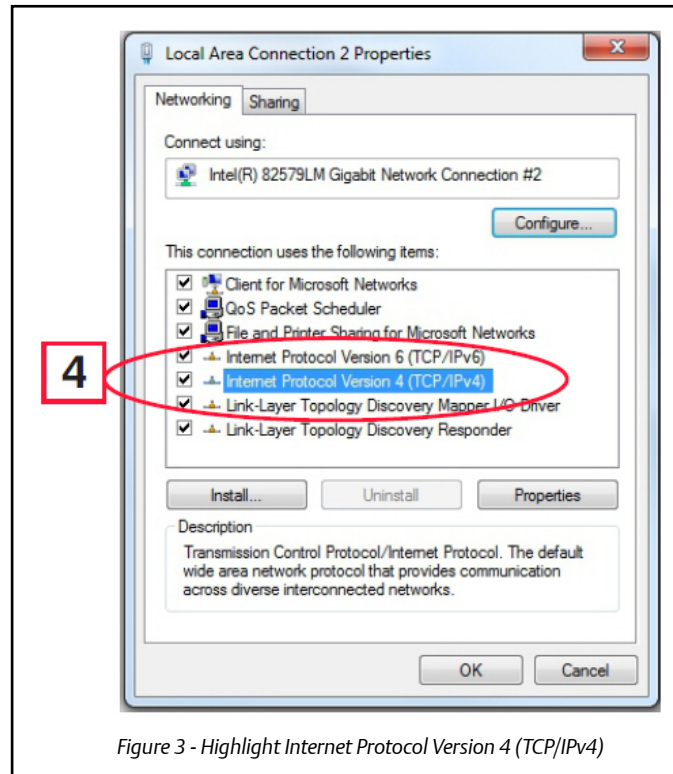 Local Area Connection 2 Properties
X
Networking Sharing
Connect using:
Intel(R) 82579LM Gigabit Network Connection #2
Configure...
This connection uses the following items:
Client for Microsoft Networks
QoS Packet Scheduler
File and Printer Sharing for Microsoft Networks
Internet Protocol Version 6 (TCP/IPv6)
4
Internet Protocol Version 4 (TCP/IPv4)
Link-Layer Topology Discovery Mapper I/O Driver
Link-Layer Topology Discovery Responder
Install... Uninstall Properties
Description
Transmission Control Protocol/Internet Protocol. The default
wide area network protocol that provides communication
across diverse interconnected networks.
OK Cancel
Figure 3 - Highlight Internet Protocol Version 4 (TCP/IPv4)